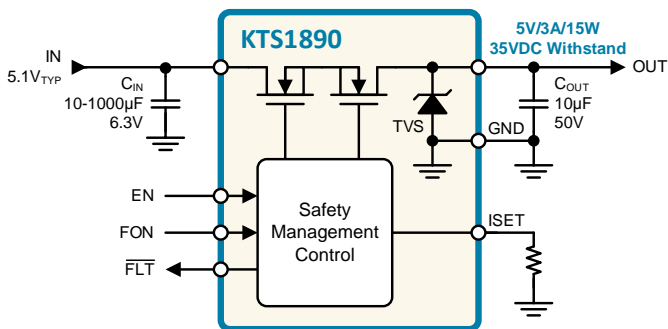 KTS1890
5V/3A/15W
35VDC Withstand
IN
5.1VTYP
CIN
10-1000µF
6.3V
OUT
COUT
10µF
50V
TVS
GND
EN
FON
FLT
Safety
Management
Control
ISET